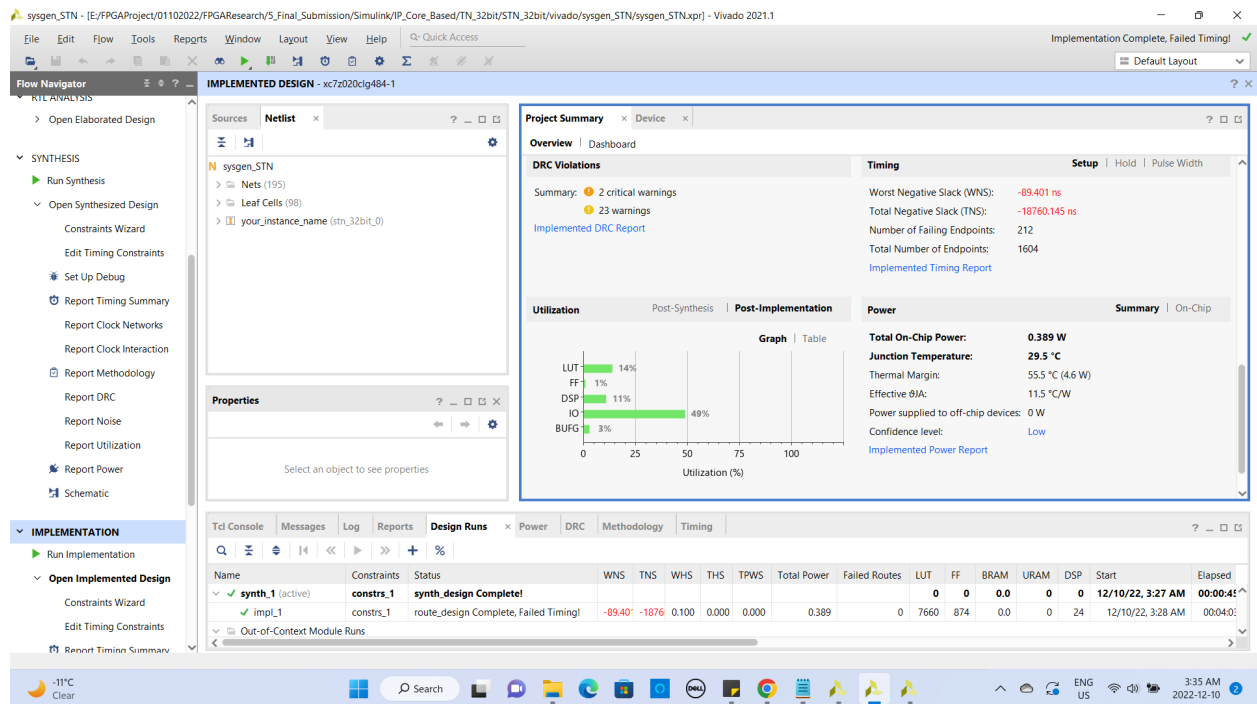 sysgen_STN - [E:/FPGAProject/01102022/FPGAResearch/5_Final_Submission/Simulink/IP_Core_Based/TN_32bit/STN_32bit/vivado/sysgen_STN/sysgen_STN.xpr] - Vivado 2021.1
File Edit Flow Tools Reports Window Layout View Help Q- Quick Access Implementation Complete, Failed Timing!
Default Layout
Flow Navigator
IMPLEMENTED DESIGN - xc7z020clg484-1
RTL ANALYSIS
Open Elaborated Design
SYNTHESIS
Run Synthesis
Open Synthesized Design
Constraints Wizard
Edit Timing Constraints
Set Up Debug
Report Timing Summary
Report Clock Networks
Report Clock Interaction
Report Methodology
Report DRC
Report Noise
Report Utilization
Report Power
Schematic
IMPLEMENTATION
Run Implementation
Open Implemented Design
Constraints Wizard
Edit Timing Constraints
Report Timing Summary
Sources Netlist
N sysgen_STN
Nets (195)
Leaf Cells (98)
your_instance_name (stn_32bit_0)
Properties
Select an object to see properties
Project Summary Device
Overview | Dashboard
DRC Violations
Summary: 2 critical warnings
23 warnings
Implemented DRC Report
Timing Setup | Hold | Pulse Width
Worst Negative Slack (WNS): -89.401 ns
Total Negative Slack (TNS): -18760.145 ns
Number of Failing Endpoints: 212
Total Number of Endpoints: 1604
Implemented Timing Report
Utilization Post-Synthesis | Post-Implementation
Graph | Table
LUT 14%
FF 1%
DSP 11%
IO 49%
BUFG 3%
0 25 50 75 100
Utilization (%)
Power Summary | On-Chip
Total On-Chip Power: 0.389 W
Junction Temperature: 29.5 °C
Thermal Margin: 55.5 °C (4.6 W)
Effective ϑJA: 11.5 °C/W
Power supplied to off-chip devices: 0 W
Confidence level: Low
Implemented Power Report
Tcl Console Messages Log Reports Design Runs Power DRC Methodology Timing
Name Constraints Status WNS TNS WHS THS TPWS Total Power Failed Routes LUT FF BRAM URAM DSP Start Elapsed
synth_1 (active) constrs_1 synth_design Complete! 0 0 0.0 0 0 12/10/22, 3:27 AM 00:00:45
impl_1 constrs_1 route_design Complete, Failed Timing! -89.40 -1876 0.100 0.000 0.000 0.389 0 7660 874 0.0 0 24 12/10/22, 3:28 AM 00:04:03
Out-of-Context Module Runs
-11°C
Clear
Search
DELL
ENG
US
3:35 AM
2022-12-10
2